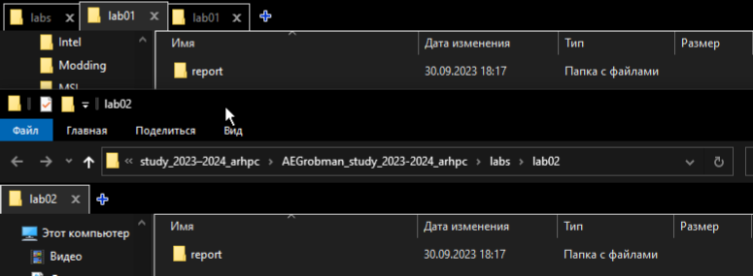 labs x lab01 x lab01 x
Intel
Modding
MSI
Имя Дата изменения Тип Размер
report 30.09.2023 18:17 Папка с файлами
lab02
Файл Главная Поделиться Вид
« study_2023–2024_arhpc > AEGrobman_study_2023-2024_arhpc > labs > lab02
lab02 x
Этот компьютер
Видео
Имя Дата изменения Тип Размер
report 30.09.2023 18:17 Папка с файлами